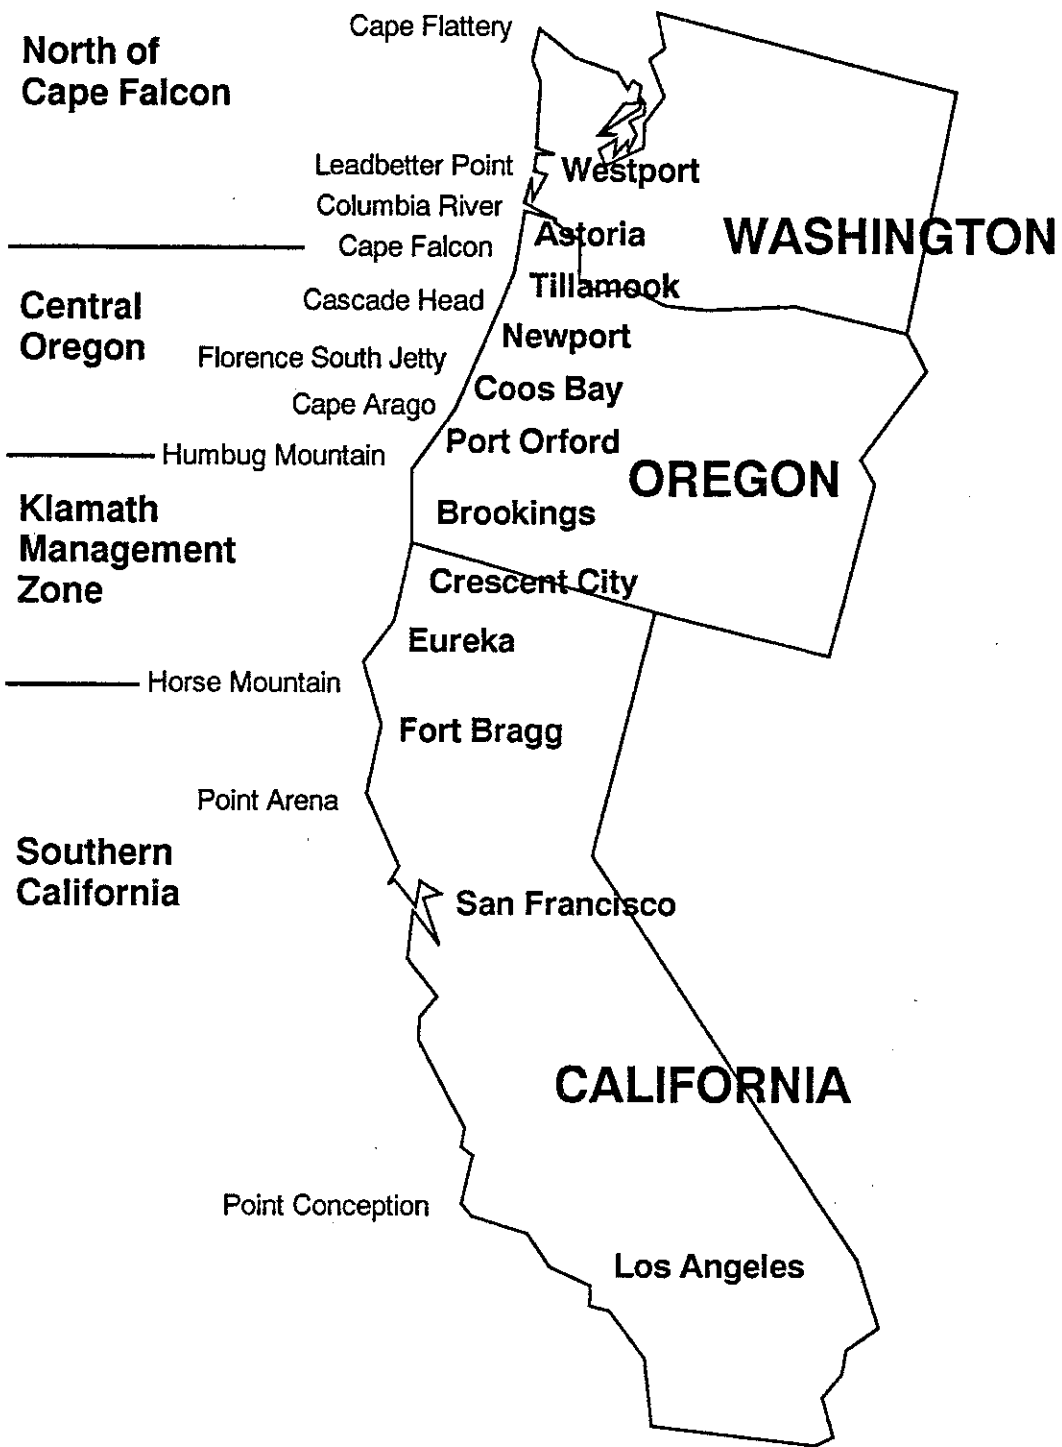 Cape Flattery
North of
Cape Falcon
Leadbetter Point
Westport
Columbia River
Astoria
WASHINGTON
Cape Falcon
Tillamook
Cascade Head
Central
Oregon
Newport
Florence South Jetty
Coos Bay
Cape Arago
Port Orford
Humbug Mountain
OREGON
Klamath
Management
Zone
Brookings
Crescent City
Eureka
Horse Mountain
Fort Bragg
Point Arena
Southern
California
San Francisco
CALIFORNIA
Point Conception
Los Angeles